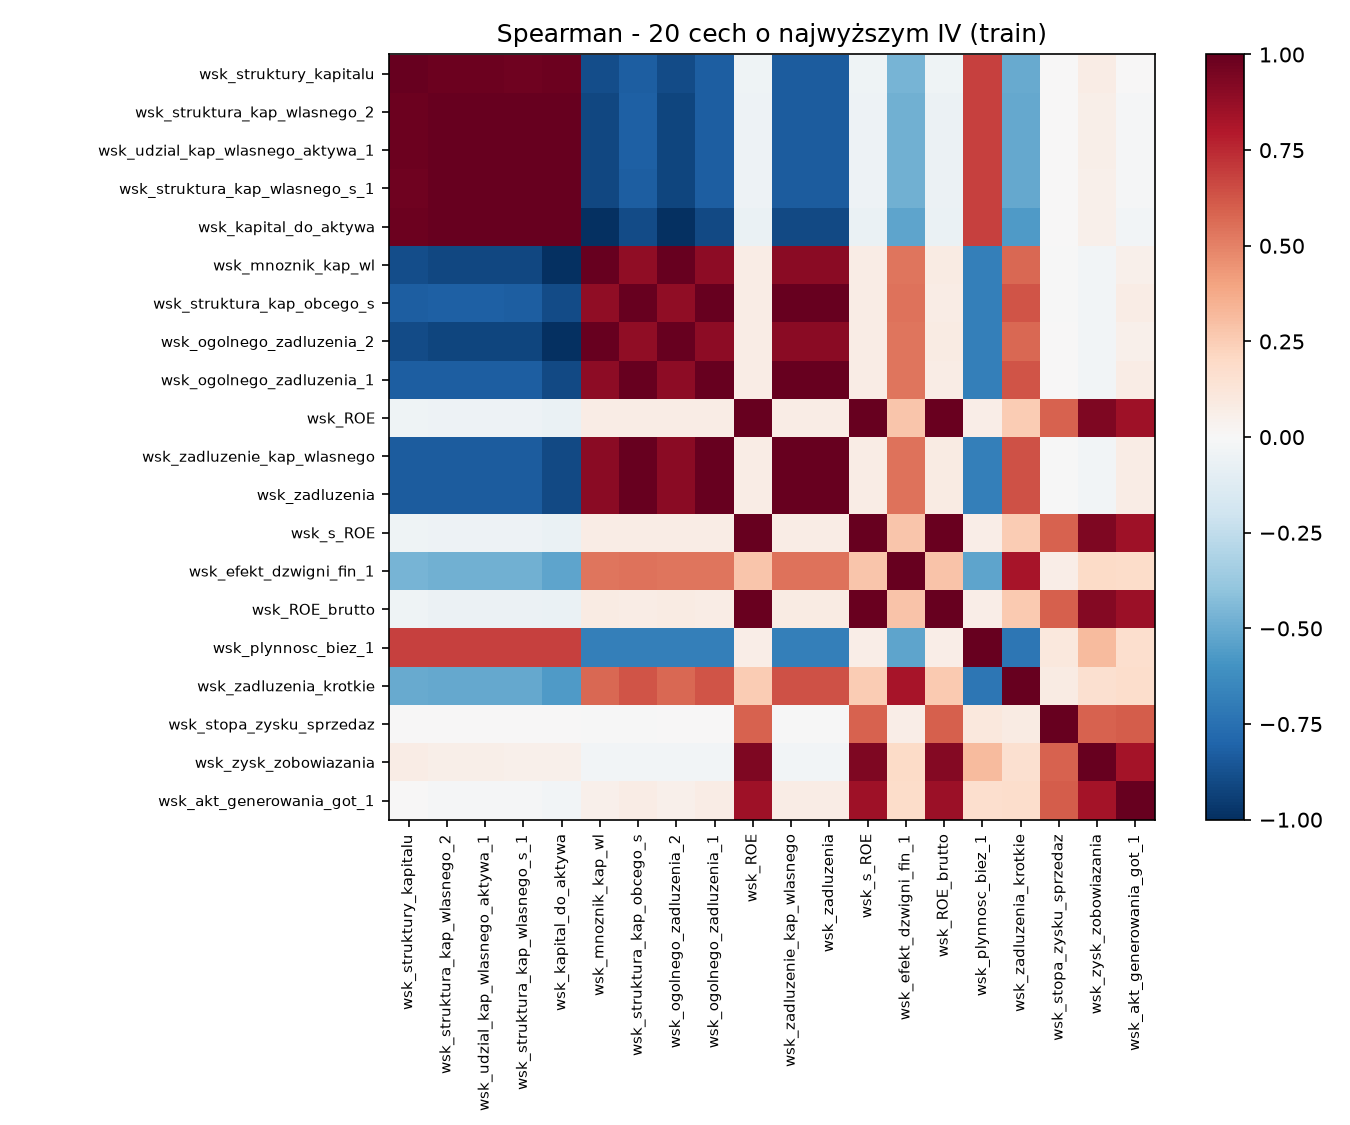 Spearman - 20 cech o najwyższym IV (train)
wsk_struktury_kapitalu
wsk_struktura_kap_wlasnego_2
wsk_udzial_kap_wlasnego_aktywa_1
wsk_struktura_kap_wlasnego_s_1
wsk_kapital_do_aktywa
wsk_mnoznik_kap_wl
wsk_struktura_kap_obcego_s
wsk_ogolnego_zadluzenia_2
wsk_ogolnego_zadluzenia_1
wsk_ROE
wsk_zadluzenie_kap_wlasnego
wsk_zadluzenia
wsk_s_ROE
wsk_efekt_dzwigni_fin_1
wsk_ROE_brutto
wsk_plynnosc_biez_1
wsk_zadluzenia_krotkie
wsk_stopa_zysku_sprzedaz
wsk_zysk_zobowiazania
wsk_akt_generowania_got_1
wsk_struktury_kapitalu
wsk_struktura_kap_wlasnego_2
wsk_udzial_kap_wlasnego_aktywa_1
wsk_struktura_kap_wlasnego_s_1
wsk_kapital_do_aktywa
wsk_mnoznik_kap_wl
wsk_struktura_kap_obcego_s
wsk_ogolnego_zadluzenia_2
wsk_ogolnego_zadluzenia_1
wsk_ROE
wsk_zadluzenie_kap_wlasnego
wsk_zadluzenia
wsk_s_ROE
wsk_efekt_dzwigni_fin_1
wsk_ROE_brutto
wsk_plynnosc_biez_1
wsk_zadluzenia_krotkie
wsk_stopa_zysku_sprzedaz
wsk_zysk_zobowiazania
wsk_akt_generowania_got_1
1.00
0.75
0.50
0.25
0.00
−0.25
−0.50
−0.75
−1.00